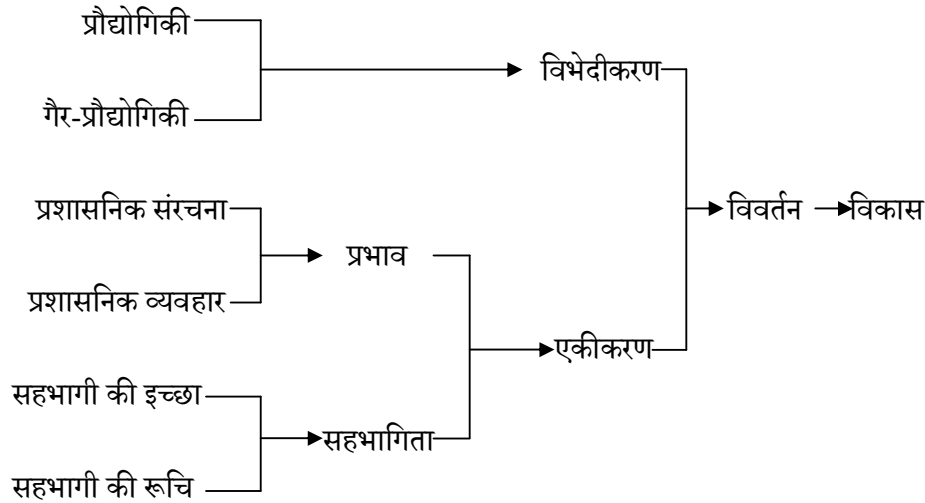 प्रौद्योगिकी
विभेदीकरण
गैर-प्रौद्योगिकी
प्रशासनिक संरचना
विवर्तन
विकास
प्रभाव
प्रशासनिक व्यवहार
एकीकरण
सहभागी की इच्छा
सहभागिता
सहभागी की रूचि